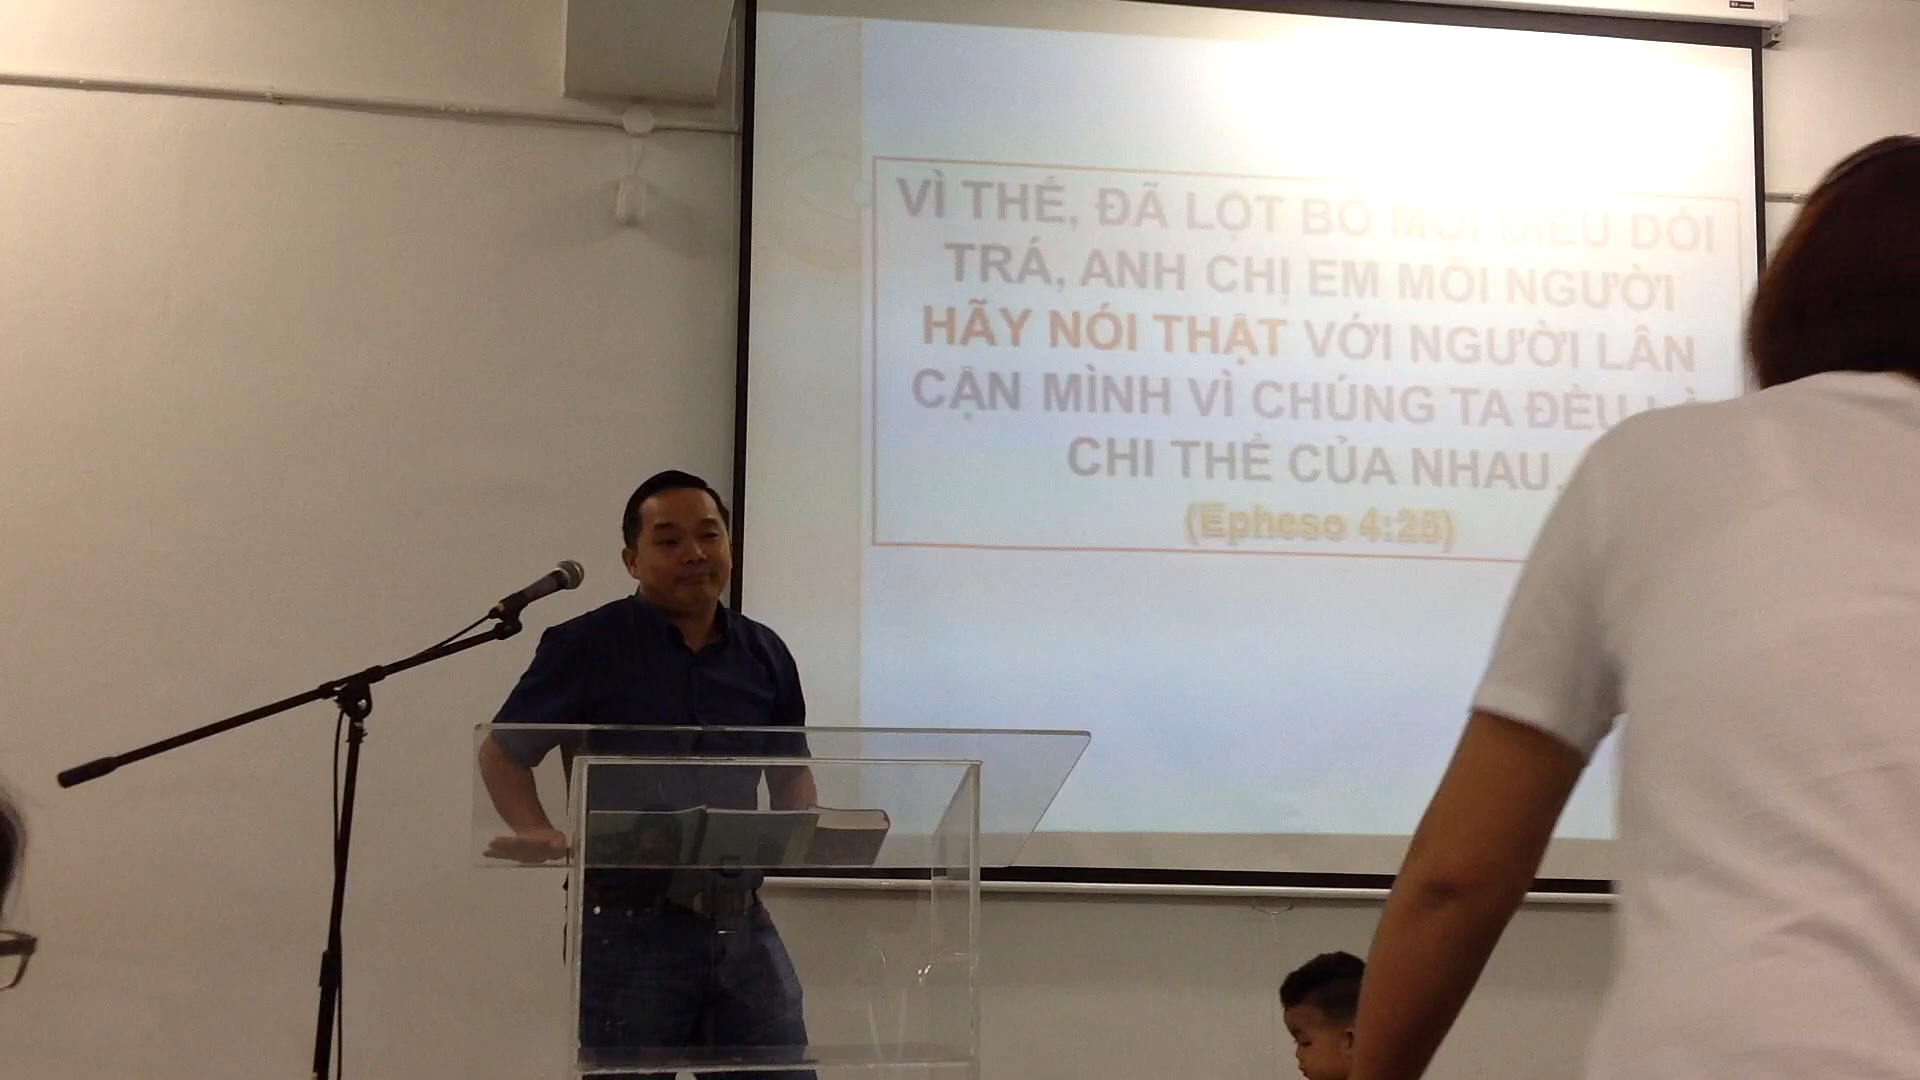 VÌ THẾ, ĐÃ LỘT BỎ MỌI ĐIỀU DỐI
TRÁ, ANH CHỊ EM MỖI NGƯỜI
HÃY NÓI THẬT VỚI NGƯỜI LÂN
CẬN MÌNH VÌ CHÚNG TA ĐỀU LÀ
CHI THỂ CỦA NHAU.
(Epheso 4:25)